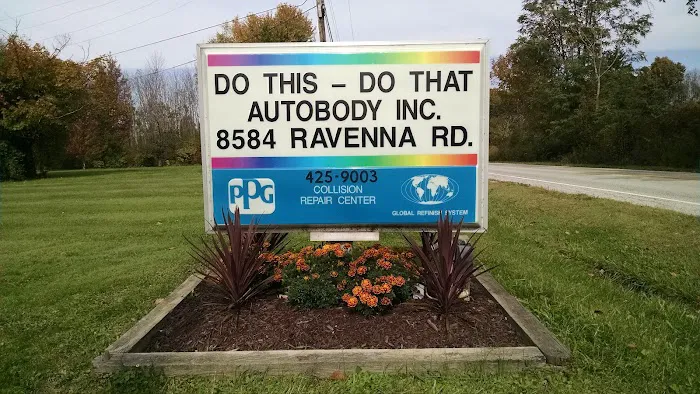 DO THIS – DO THAT
AUTOBODY INC.
8584 RAVENNA RD.
425-9003
PPG
COLLISION
REPAIR CENTER
GLOBAL REFINISH SYSTEM